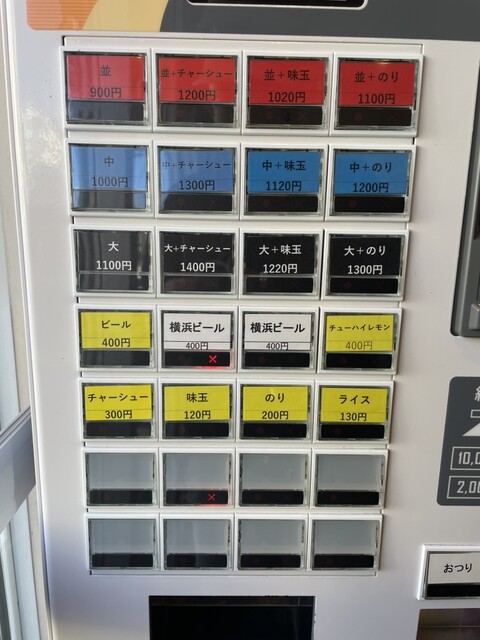 並
900円
並+チャーシュー
1200円
並+味玉
1020円
並+のり
1100円
中
1000円
中+チャーシュー
1300円
中+味玉
1120円
中+のり
1200円
大
1100円
大+チャーシュー
1400円
大+味玉
1220円
大+のり
1300円
ビール
400円
横浜ビール
400円
×
横浜ビール
400円
チューハイレモン
400円
チャーシュー
300円
味玉
120円
のり
200円
ライス
130円
×
10,0
2,00
おつり